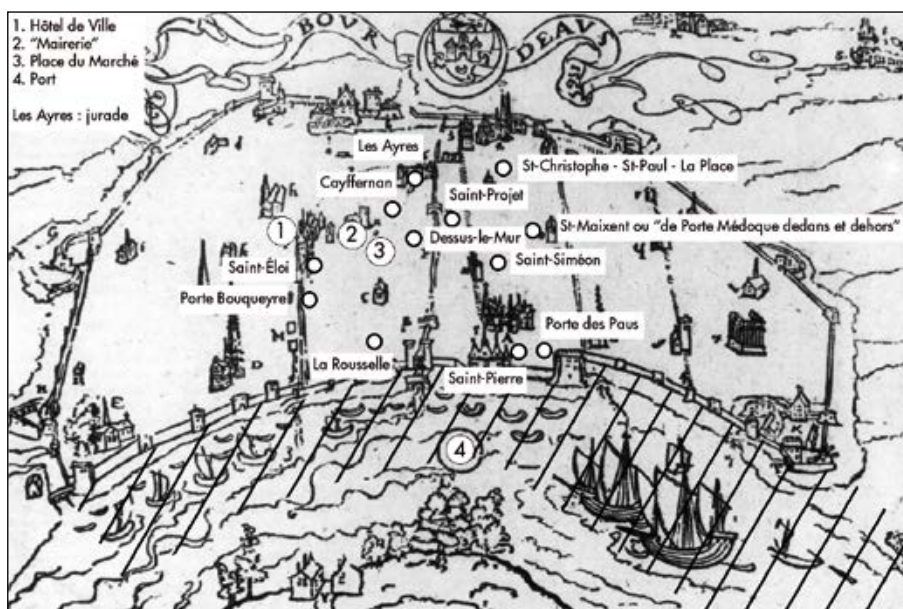 1. Hôtel de Ville
2. "Mairerie"
3. Place du Marché
4. Port
Les Ayres : jurade
BOVR
DEAVS
Les Ayres
St-Christophe - St-Paul - La Place
Cayffernan
Saint-Projet
1
2
3
Dessus-le-Mur
St-Maixent ou "de Porte Médoque dedans et dehors"
Saint-Siméon
Saint-Éloi
Porte Bouqueyre
Porte des Paus
La Rousselle
Saint-Pierre
4